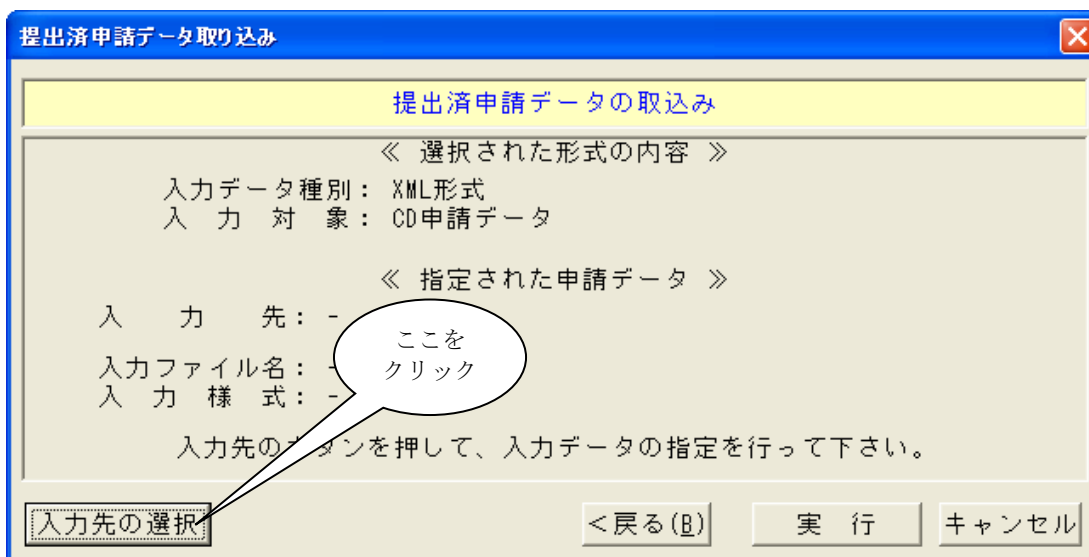 提出済申請データ取り込み
提出済申請データの取込み
≪ 選択された形式の内容 ≫
入力データ種別： XML形式
入 力 対 象： CD申請データ
≪ 指定された申請データ ≫
入 力 先：-
ここを
クリック
入力ファイル名：-
入 力 様 式：-
入力先のボタンを押して、入力データの指定を行って下さい。
入力先の選択
<戻る(B)
実 行
キャンセル